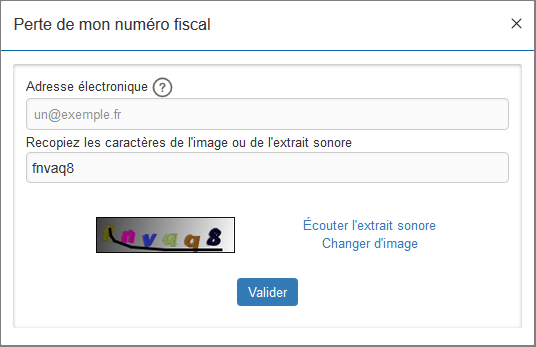 Perte de mon numéro fiscal ×
Adresse électronique ?
un@exemple.fr
Recopiez les caractères de l'image ou de l'extrait sonore
fnvaq8
fnvaq8
Écouter l'extrait sonore
Changer d'image
Valider